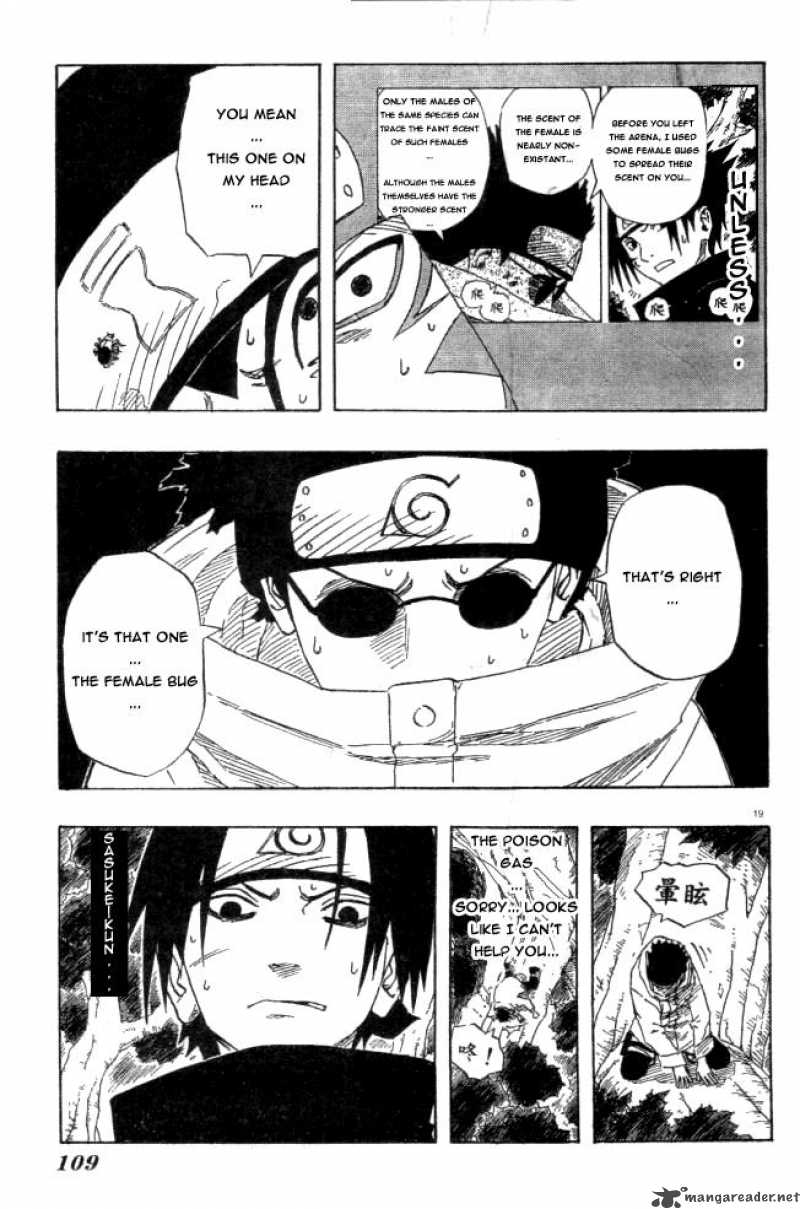 BEFORE YOU LEFT
THE ARENA, I USED
SOME FEMALE BUGS
TO SPREAD THEIR
SCENT ON YOU...
爬
爬
THE SCENT OF
THE FEMALE IS
NEARLY NON-
EXISTANT...
ONLY THE MALES OF
THE SAME SPECIES CAN
TRACE THE FAINT SCENT
OF SUCH FEMALES
...
ALTHOUGH THE MALES
THEMSELVES HAVE THE
STRONGER SCENT
...
爬
爬
UNLESS...
YOU MEAN
...
THIS ONE ON
MY HEAD
...
THAT'S RIGHT
...
IT'S THAT ONE
...
THE FEMALE BUG
...
19
暈眩
THE POISON
GAS
...
SORRY... LOOKS
LIKE I CAN'T
HELP YOU...
咚!
SASUKEIKUN...
109
mangareader.net